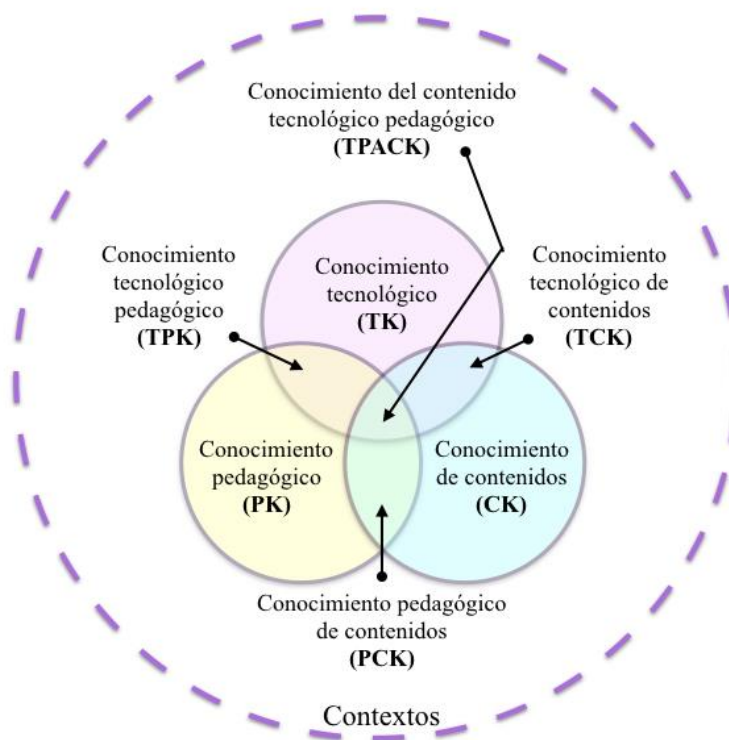 Conocimiento del contenido
tecnológico pedagógico
(TPACK)
Conocimiento
tecnológico
pedagógico
(TPK)
Conocimiento
tecnológico
(TK)
Conocimiento
tecnológico de
contenidos
(TCK)
Conocimiento
pedagógico
(PK)
Conocimiento
de contenidos
(CK)
Conocimiento pedagógico
de contenidos
(PCK)
Contextos